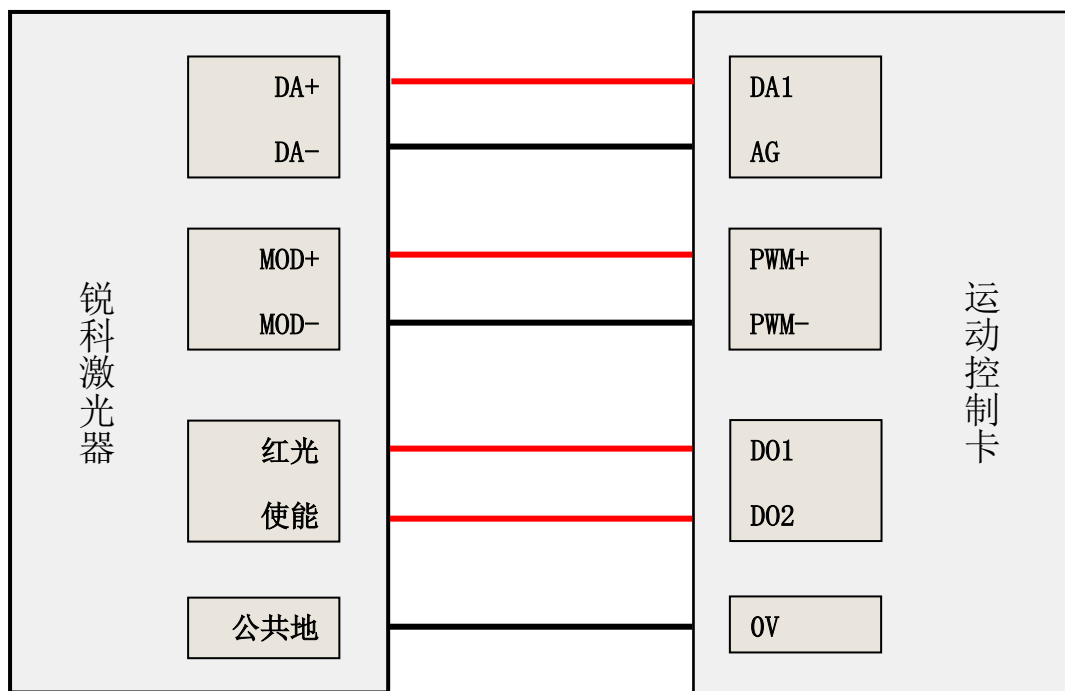 锐科激光器
DA+
DA-
MOD+
MOD-
红光
使能
公共地
DA1
AG
PWM+
PWM-
DO1
DO2
0V
运动控制卡